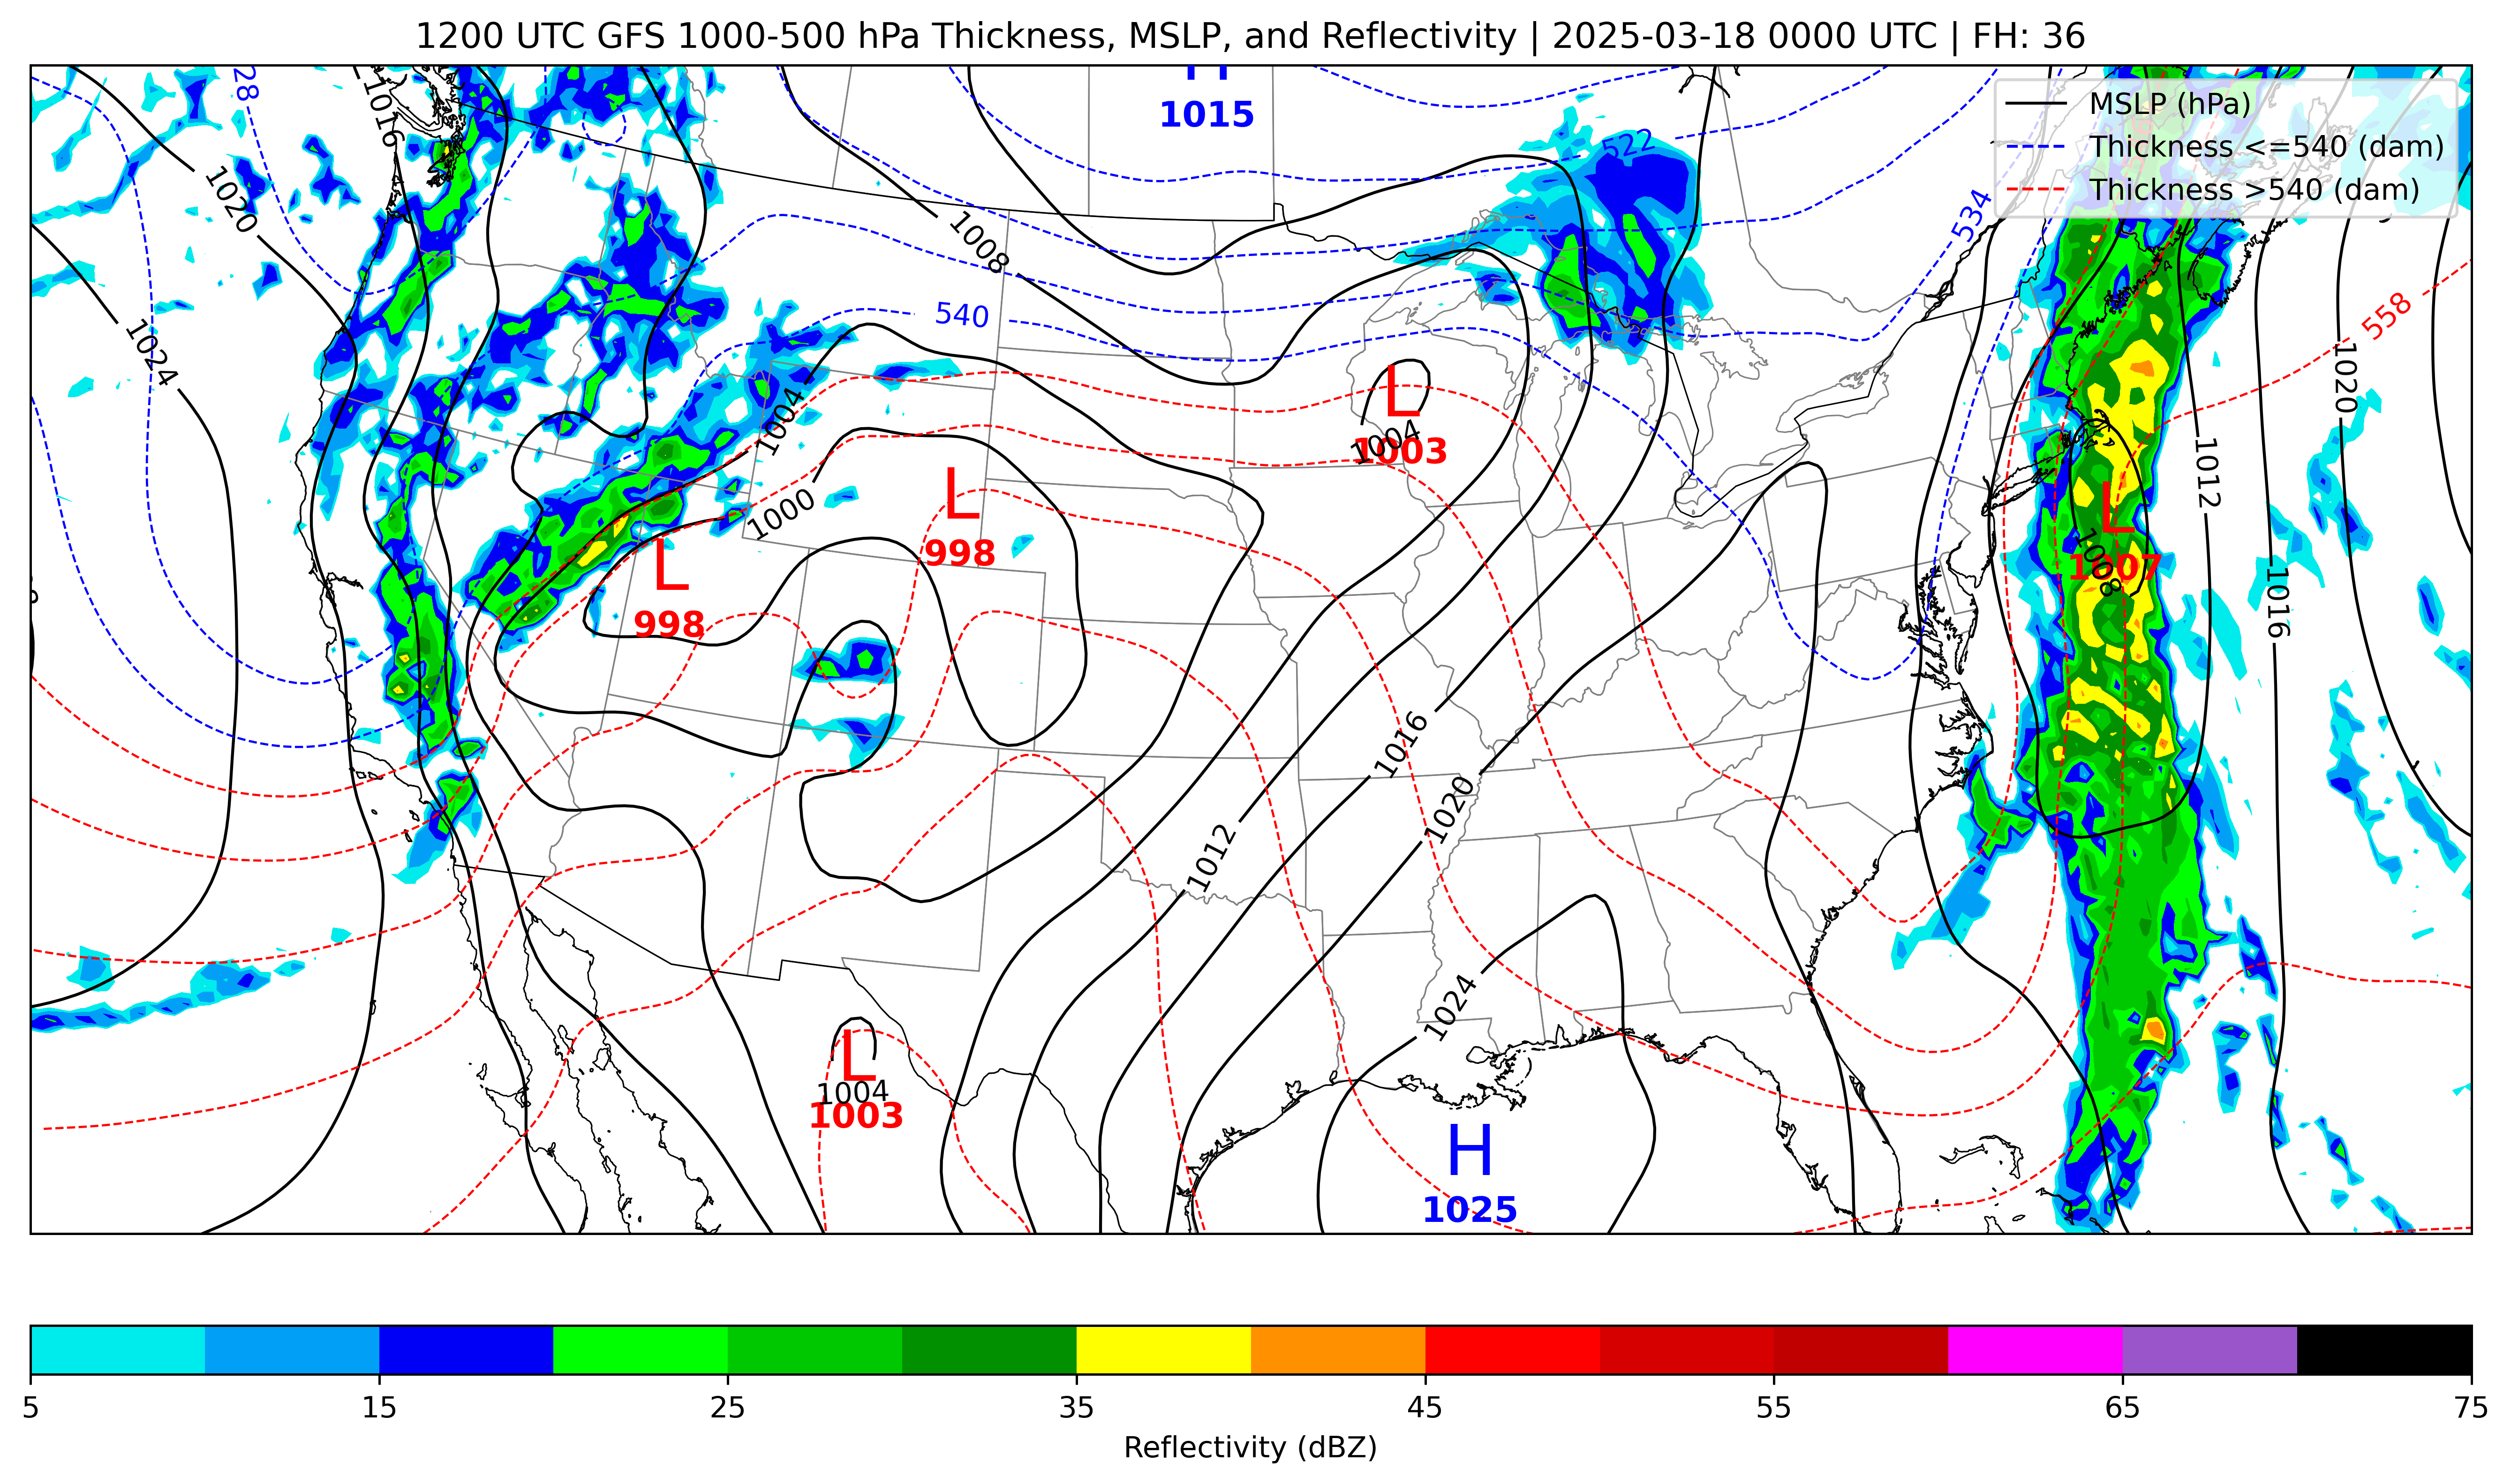 1200 UTC GFS 1000-500 hPa Thickness, MSLP, and Reflectivity | 2025-03-18 0000 UTC | FH: 36
MSLP (hPa)
Thickness <=540 (dam)
Thickness >540 (dam)
H
1015
28
1016
522
1020
534
1008
540
558
1024
1020
L
1004
1003
1004
1012
L
998
1000
L
1007
1008
L
998
1016
1016
1020
1012
1024
L
1004
1003
H
1025
5 15 25 35 45 55 65 75
Reflectivity (dBZ)